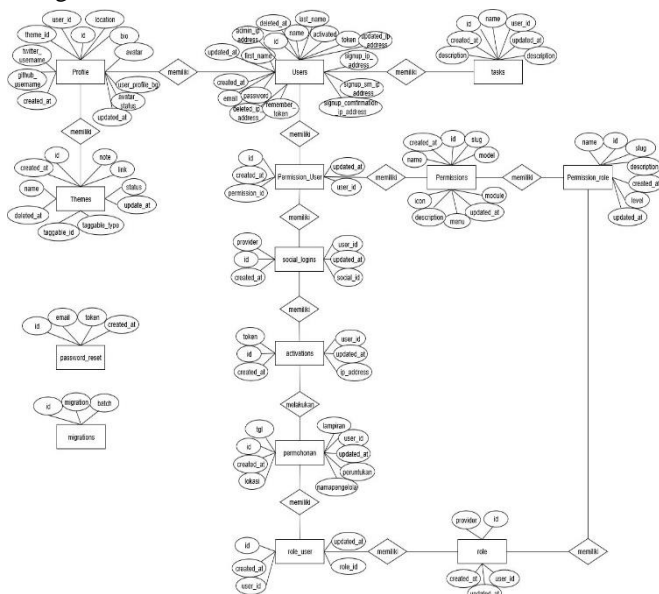 user_id
location
theme_id
id
bio
twitter_username
avatar
Profile
github_username
user_profile_bg
created_at
avatar_status
updated_at
memiliki
deleted_at
last_name
admin_ip_address
name
activated
id
token
updated_ip_address
updated_at
first_name
signup_ip_address
Users
created_at
signup_sm_ip_address
email
password
remember_token
deleted_ip_address
memiliki
name
id
user_id
created_at
updated_at
description
description
tasks
memiliki
id
note
created_at
link
name
Themes
status
update_at
deleted_at
taggable_type
taggable_id
memiliki
id
updated_at
created_at
Permission_User
permission_id
user_id
memiliki
created_at
id
slug
name
model
Permissions
icon
module
description
updated_at
menu
memiliki
name
id
slug
description
Permission_role
created_at
level
updated_at
memiliki
provider
user_id
id
social_logins
updated_at
created_at
social_id
memiliki
email
token
id
created_at
password_reset
token
user_id
id
activations
updated_at
created_at
ip_address
migration
id
batch
migrations
melakukan
tgl
lampiran
id
user_id
permohonan
updated_at
created_at
peruntukan
lokasi
memiliki
id
updated_at
created_at
role_user
role_id
user_id
memiliki
provider
id
role
memiliki
created_at
user_id
updated_at